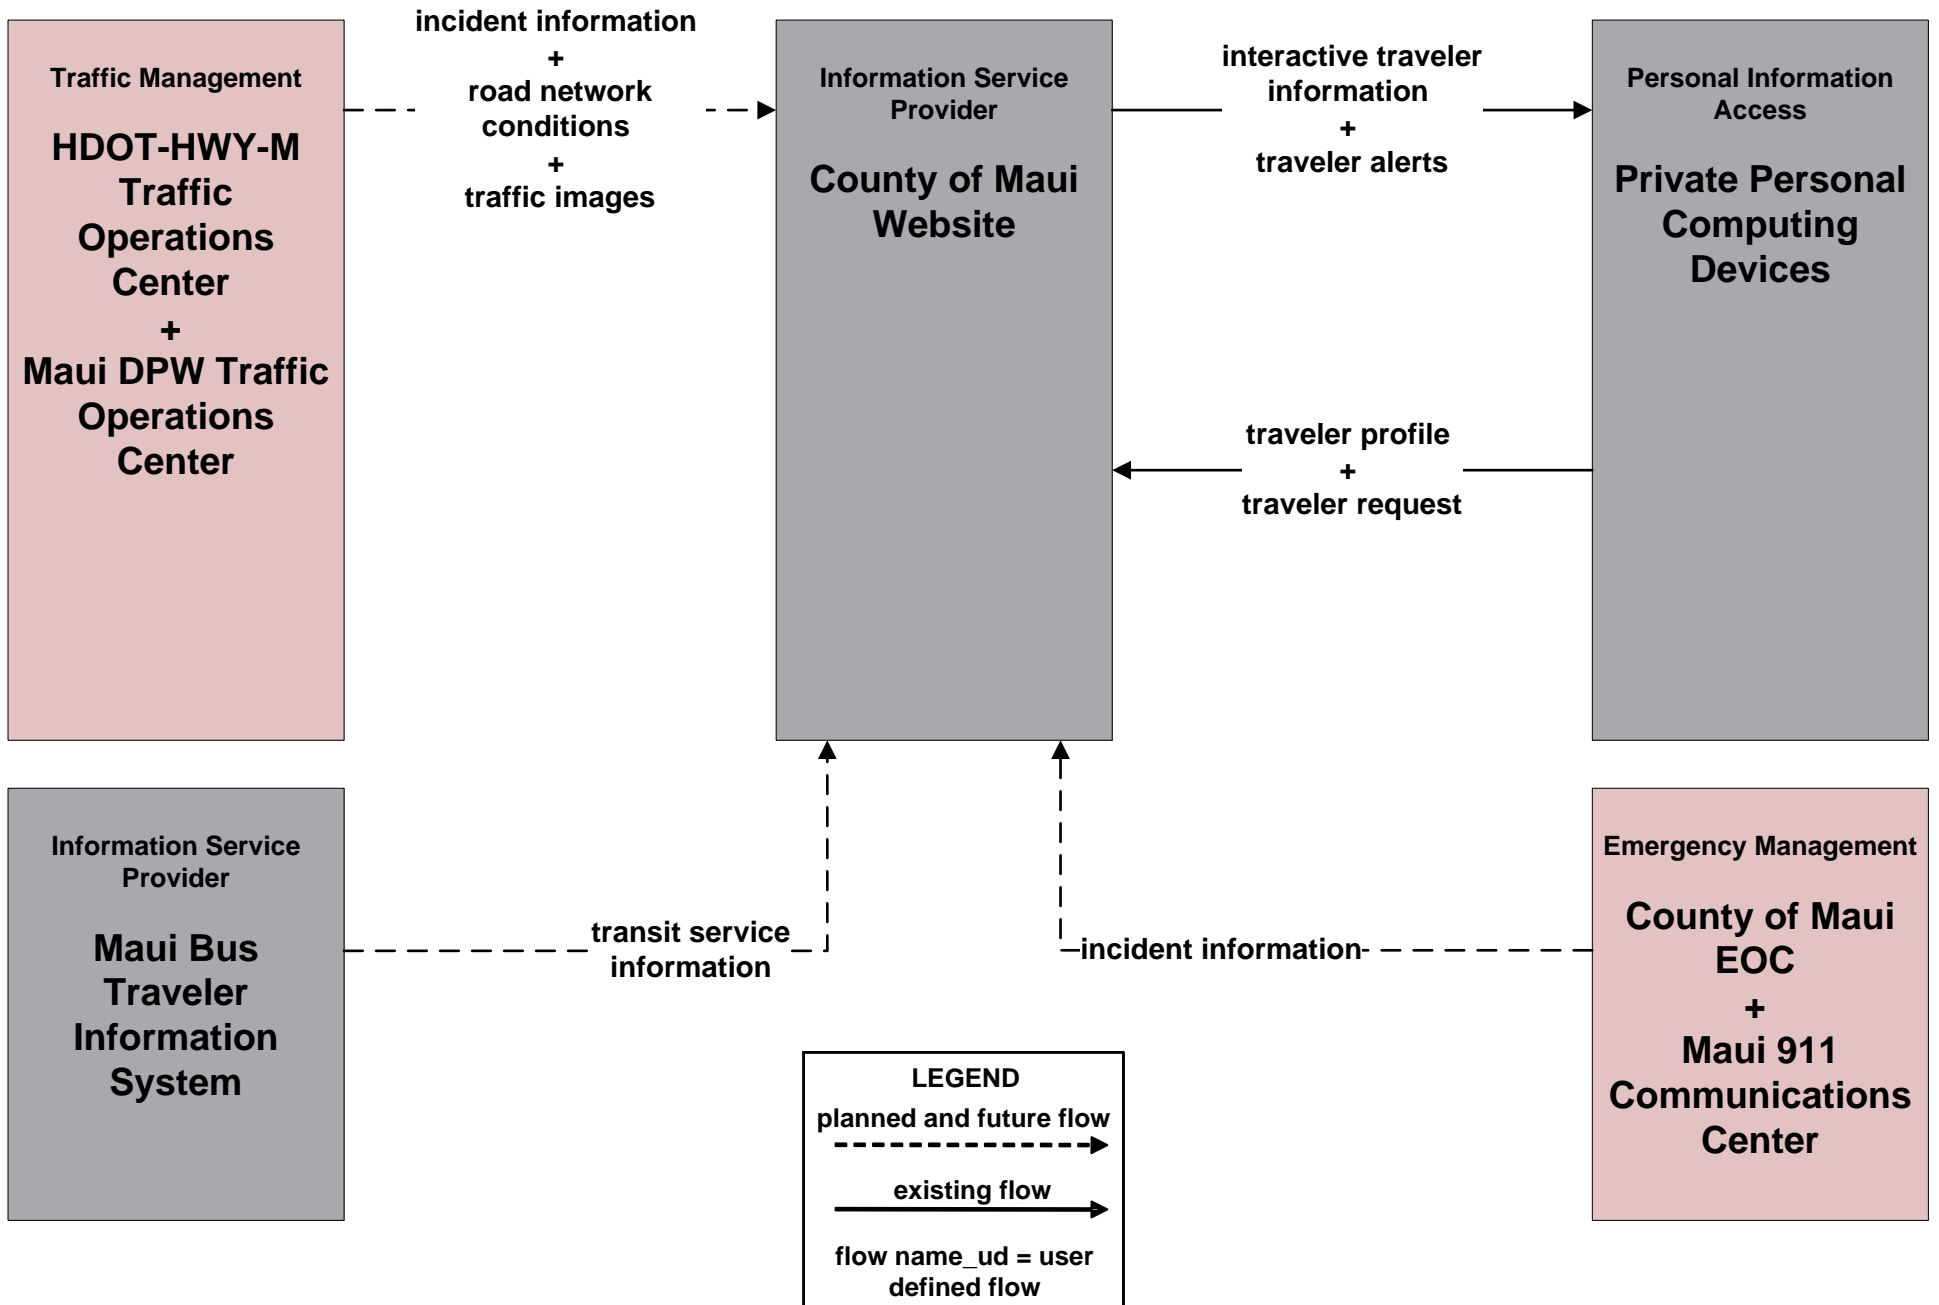 Traffic Management
HDOT-HWY-M
Traffic
Operations
Center
+
Maui DPW Traffic
Operations
Center
incident information
+
road network
conditions
+
traffic images
Information Service
Provider
County of Maui
Website
interactive traveler
information
+
traveler alerts
traveler profile
+
traveler request
Personal Information
Access
Private Personal
Computing
Devices
Information Service
Provider
Maui Bus
Traveler
Information
System
transit service
information
incident information
Emergency Management
County of Maui
EOC
+
Maui 911
Communications
Center
LEGEND
planned and future flow
existing flow
flow name_ud = user
defined flow